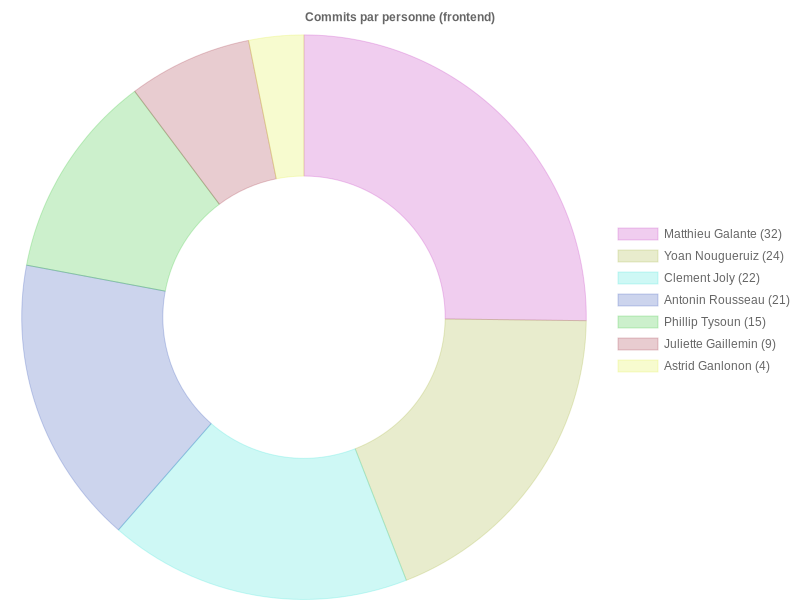 Commits par personne (frontend)
Matthieu Galante (32)
Yoan Nougueruiz (24)
Clement Joly (22)
Antonin Rousseau (21)
Phillip Tysoun (15)
Juliette Gaillemin (9)
Astrid Ganlonon (4)